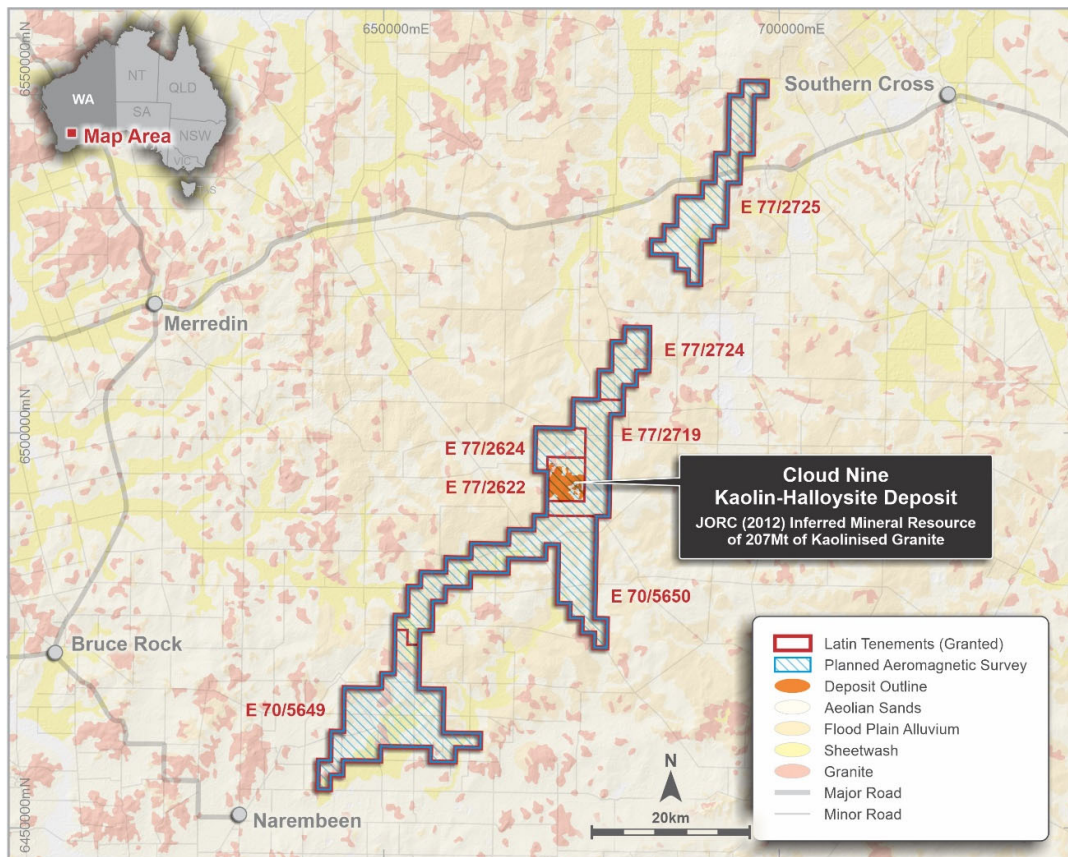 650000mE
700000mE
6550000mN
6500000mN
6450000mN
WA
NT
QLD
SA
NSW
VIC
TAS
Map Area
Southern Cross
E 77/2725
Merredin
E 77/2724
E 77/2719
E 77/2624
E 77/2622
Cloud Nine
Kaolin-Halloysite Deposit
JORC (2012) Inferred Mineral Resource
of 207Mt of Kaolinised Granite
E 70/5650
Bruce Rock
E 70/5649
Narembeen
N
20km
Latin Tenements (Granted)
Planned Aeromagnetic Survey
Deposit Outline
Aeolian Sands
Flood Plain Alluvium
Sheetwash
Granite
Major Road
Minor Road